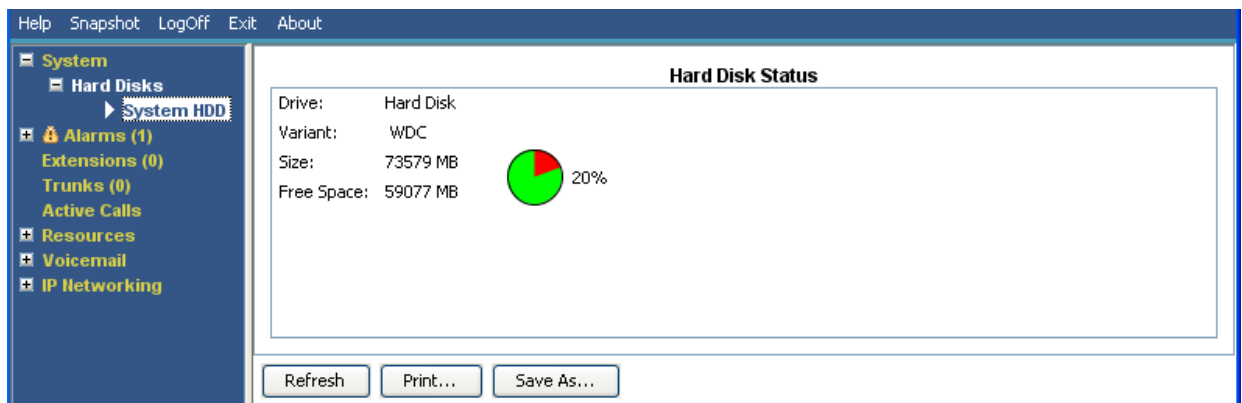 Help Snapshot LogOff Exit About
System
Hard Disks
System HDD
Alarms (1)
Extensions (0)
Trunks (0)
Active Calls
Resources
Voicemail
IP Networking
Hard Disk Status
Drive: Hard Disk
Variant: WDC
Size: 73579 MB
Free Space: 59077 MB
20%
Refresh Print... Save As...